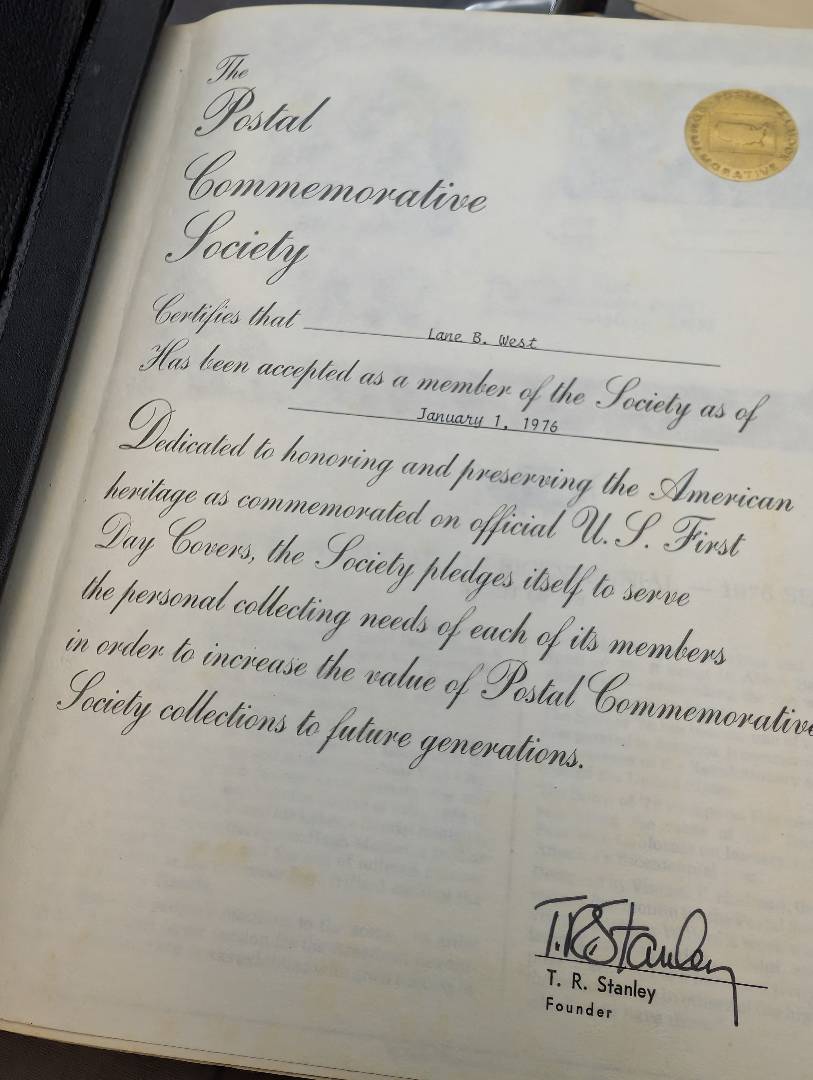 The
Postal
Commemorative
Society
Certifies that Lane B. West
Has been accepted as a member of the Society as of
January 1, 1976
Dedicated to honoring and preserving the American
heritage as commemorated on official U. S. First
Day Covers, the Society pledges itself to serve
the personal collecting needs of each of its members
in order to increase the value of Postal Commemorative
Society collections to future generations.
T.R. Stanley
T. R. Stanley
Founder